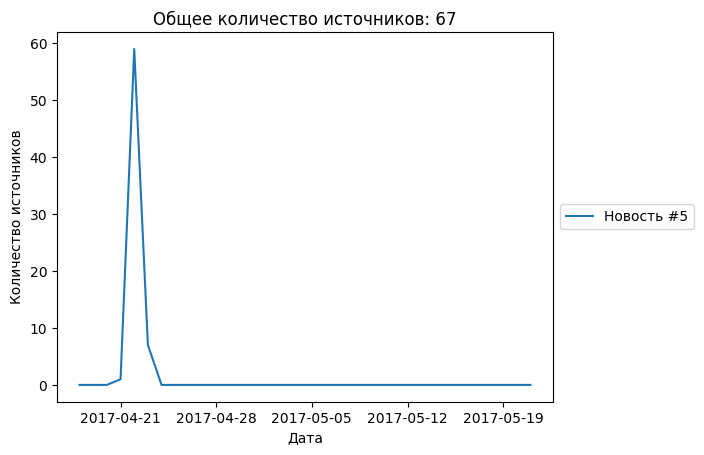 Общее количество источников: 67
Количество источников
60
50
40
30
20
10
0
2017-04-21 2017-04-28 2017-05-05 2017-05-12 2017-05-19
Дата
Новость #5